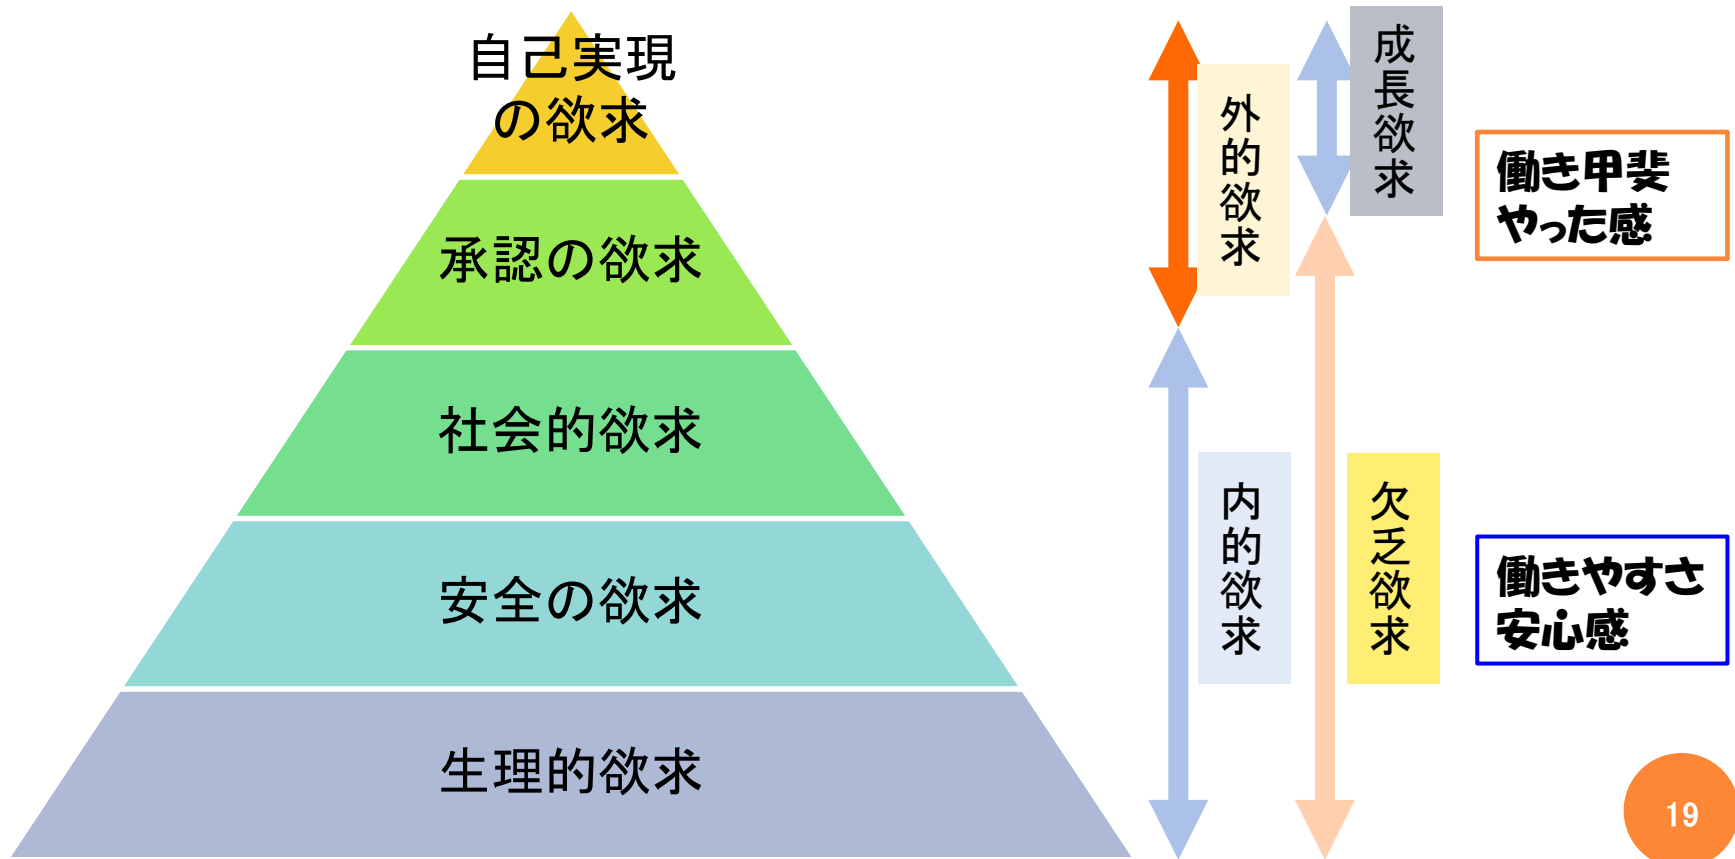 自己実現
の欲求
承認の欲求
社会的欲求
安全の欲求
生理的欲求
外的欲求
内的欲求
成長欲求
欠乏欲求
働き甲斐
やった感
働きやすさ
安心感
19